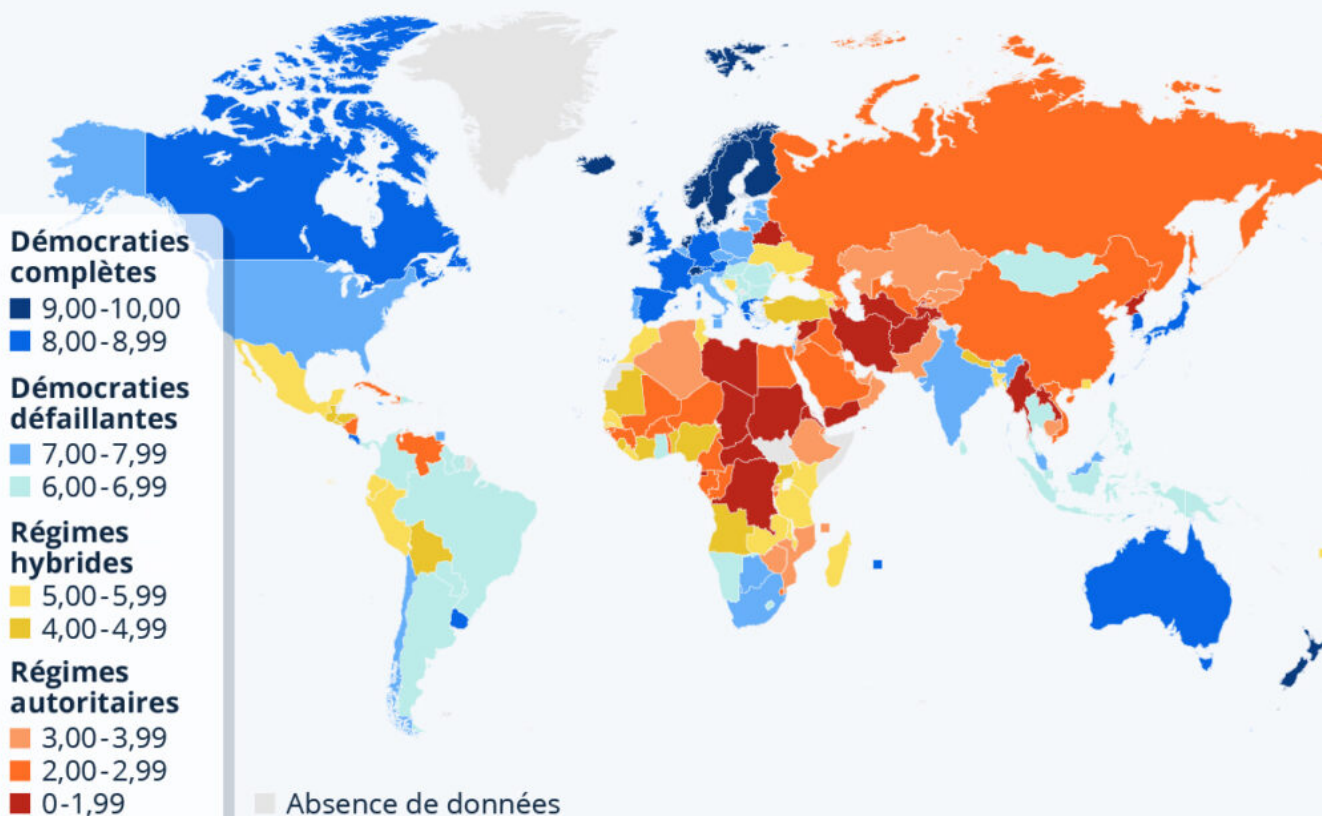 Démocraties
complètes
9,00-10,00
8,00-8,99
Démocraties
défaillantes
7,00-7,99
6,00-6,99
Régimes
hybrides
5,00-5,99
4,00-4,99
Régimes
autoritaires
3,00-3,99
2,00-2,99
0-1,99
Absence de données